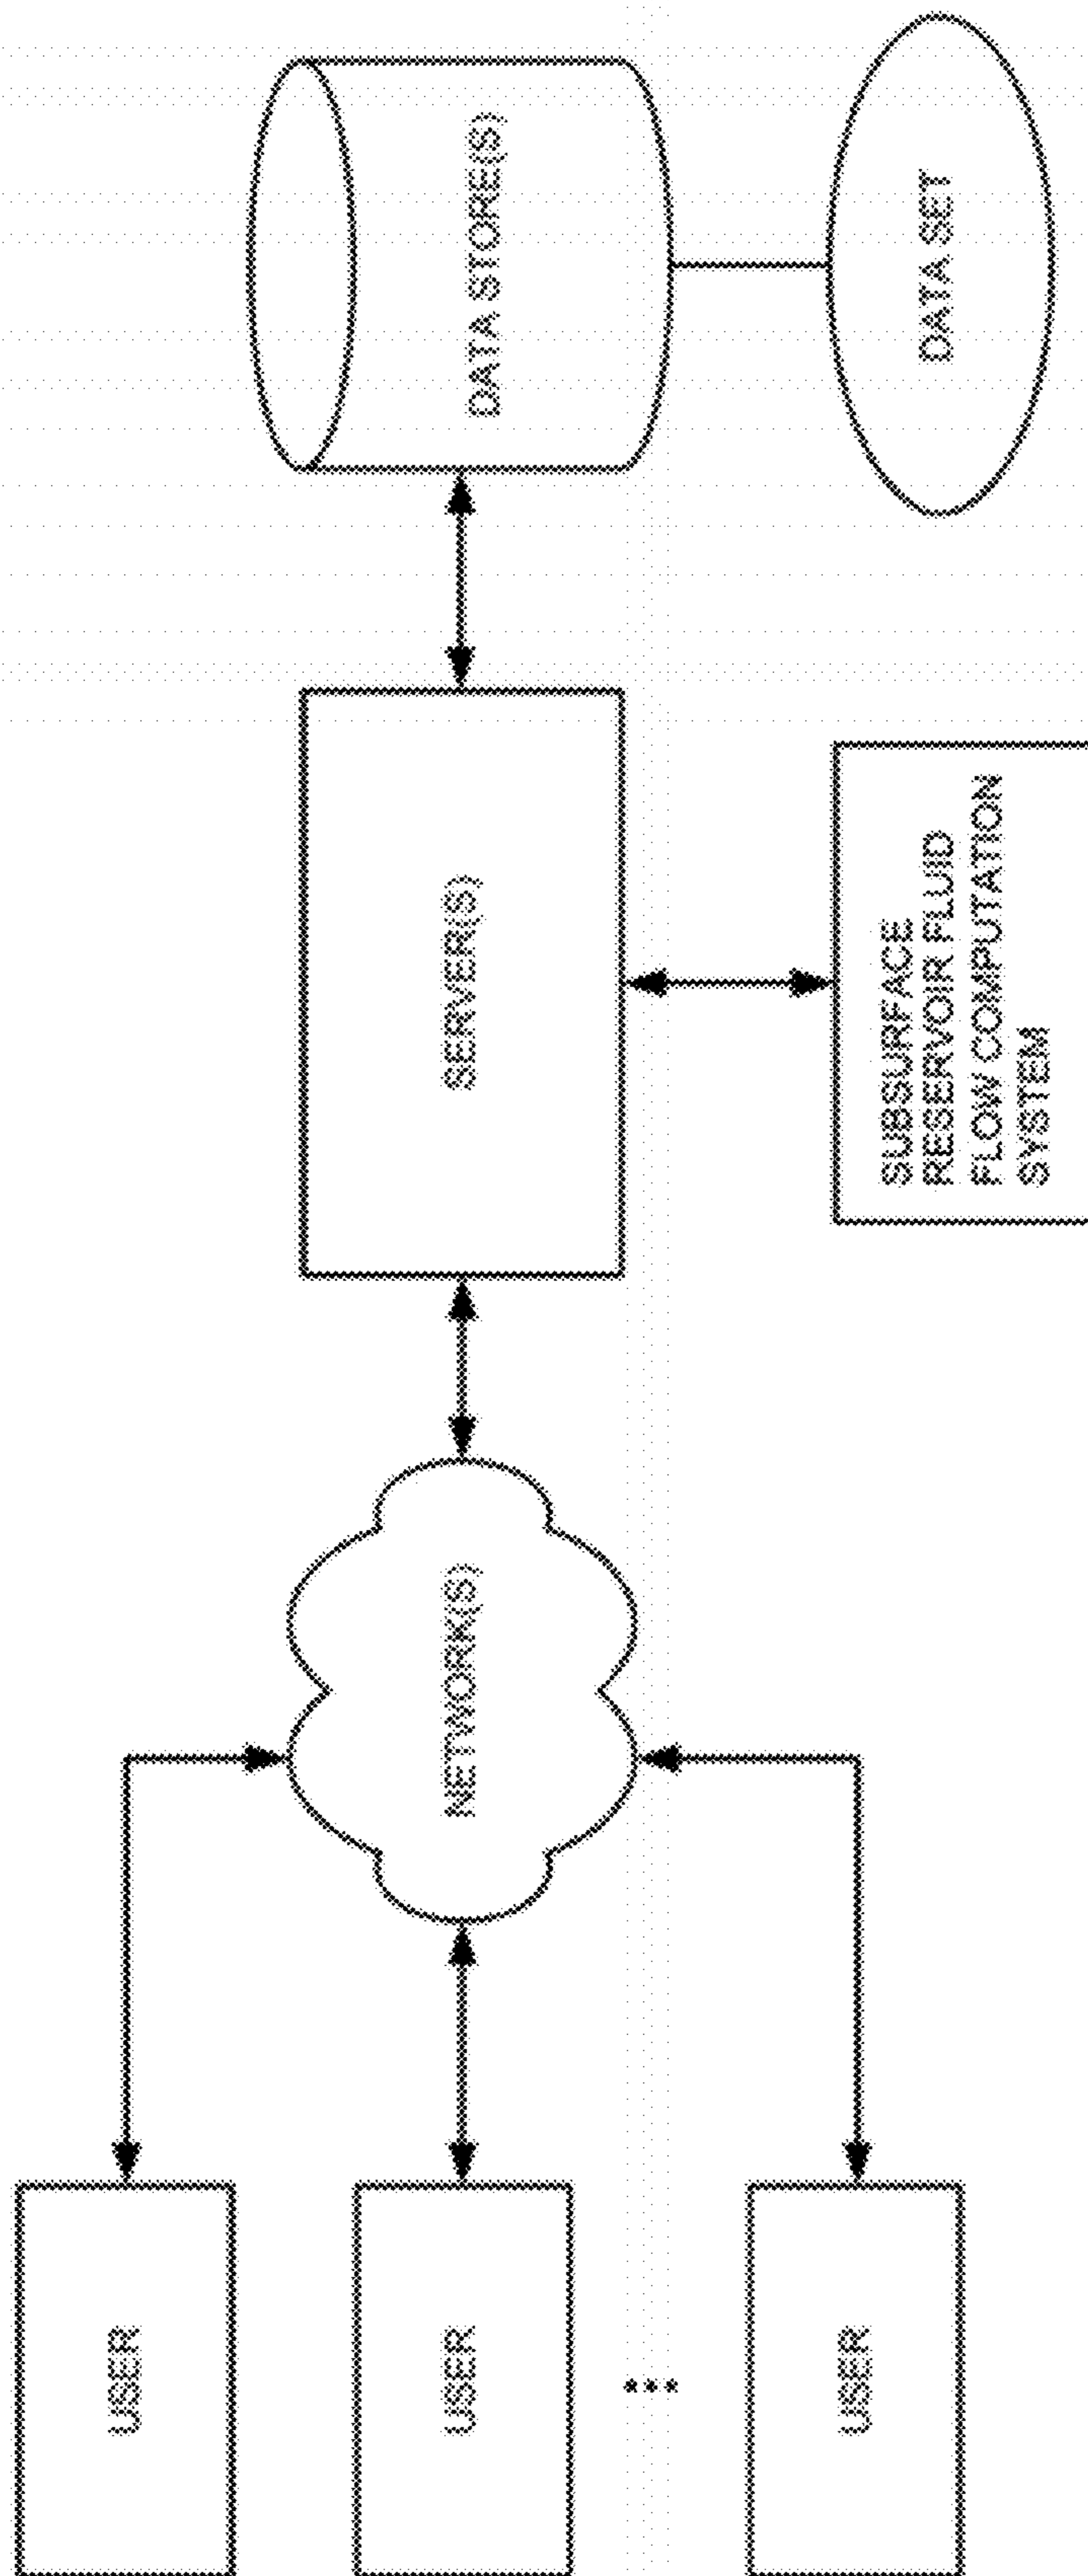 USER
USER
...
USER
NETWORK(S)
SERVER(S)
SUBSURFACE
RESERVOIR FLUID
FLOW COMPUTATION
SYSTEM
DATA STORE(S)
DATA SET